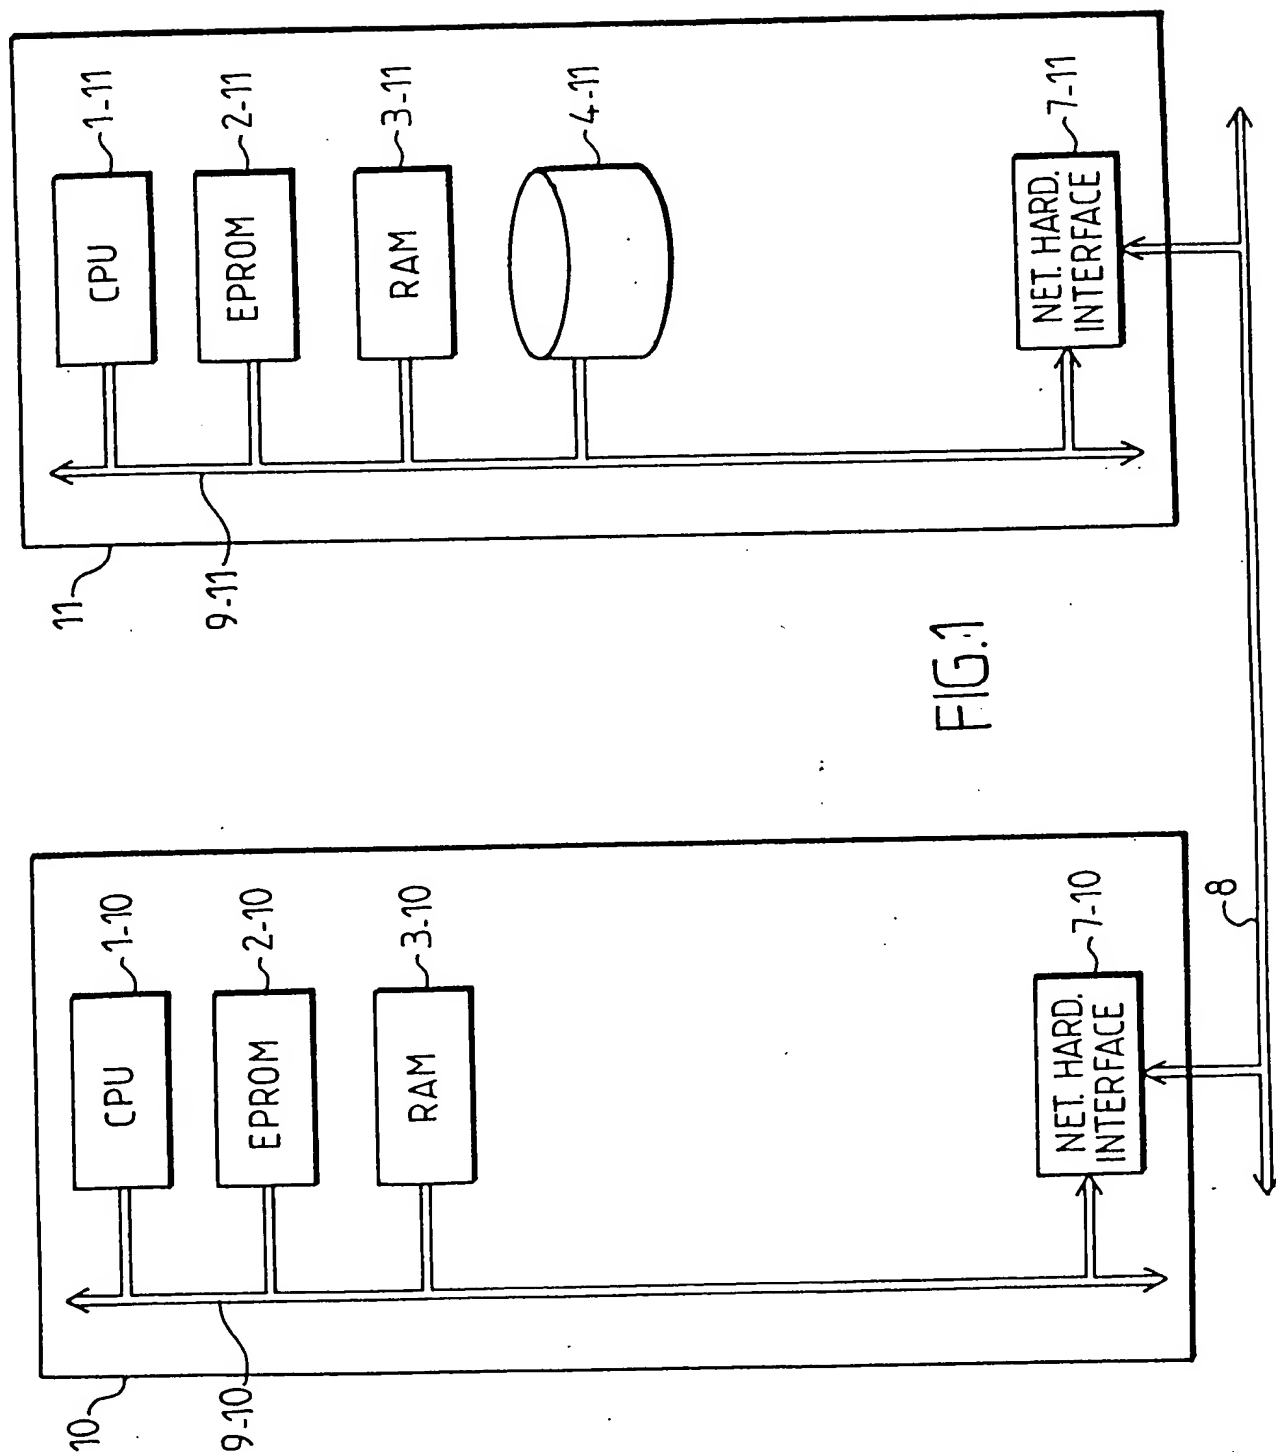 11
9-11
CPU
1-11
EPROM
2-11
RAM
3-11
4-11
NET. HARD.
INTERFACE
7-11
FIG.1
10
9-10
CPU
1-10
EPROM
2-10
RAM
3-10
NET. HARD.
INTERFACE
7-10
8